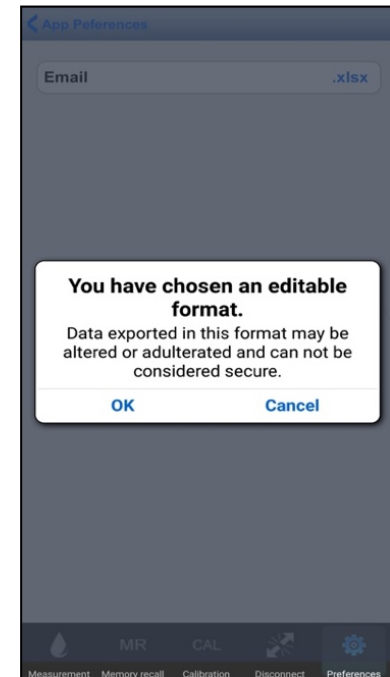 App Peferences
Email .xlsx
You have chosen an editable
format.
Data exported in this format may be
altered or adulterated and can not be
considered secure.
OK Cancel
MR CAL
Measurement Memory recall Calibration Disconnect Preferences